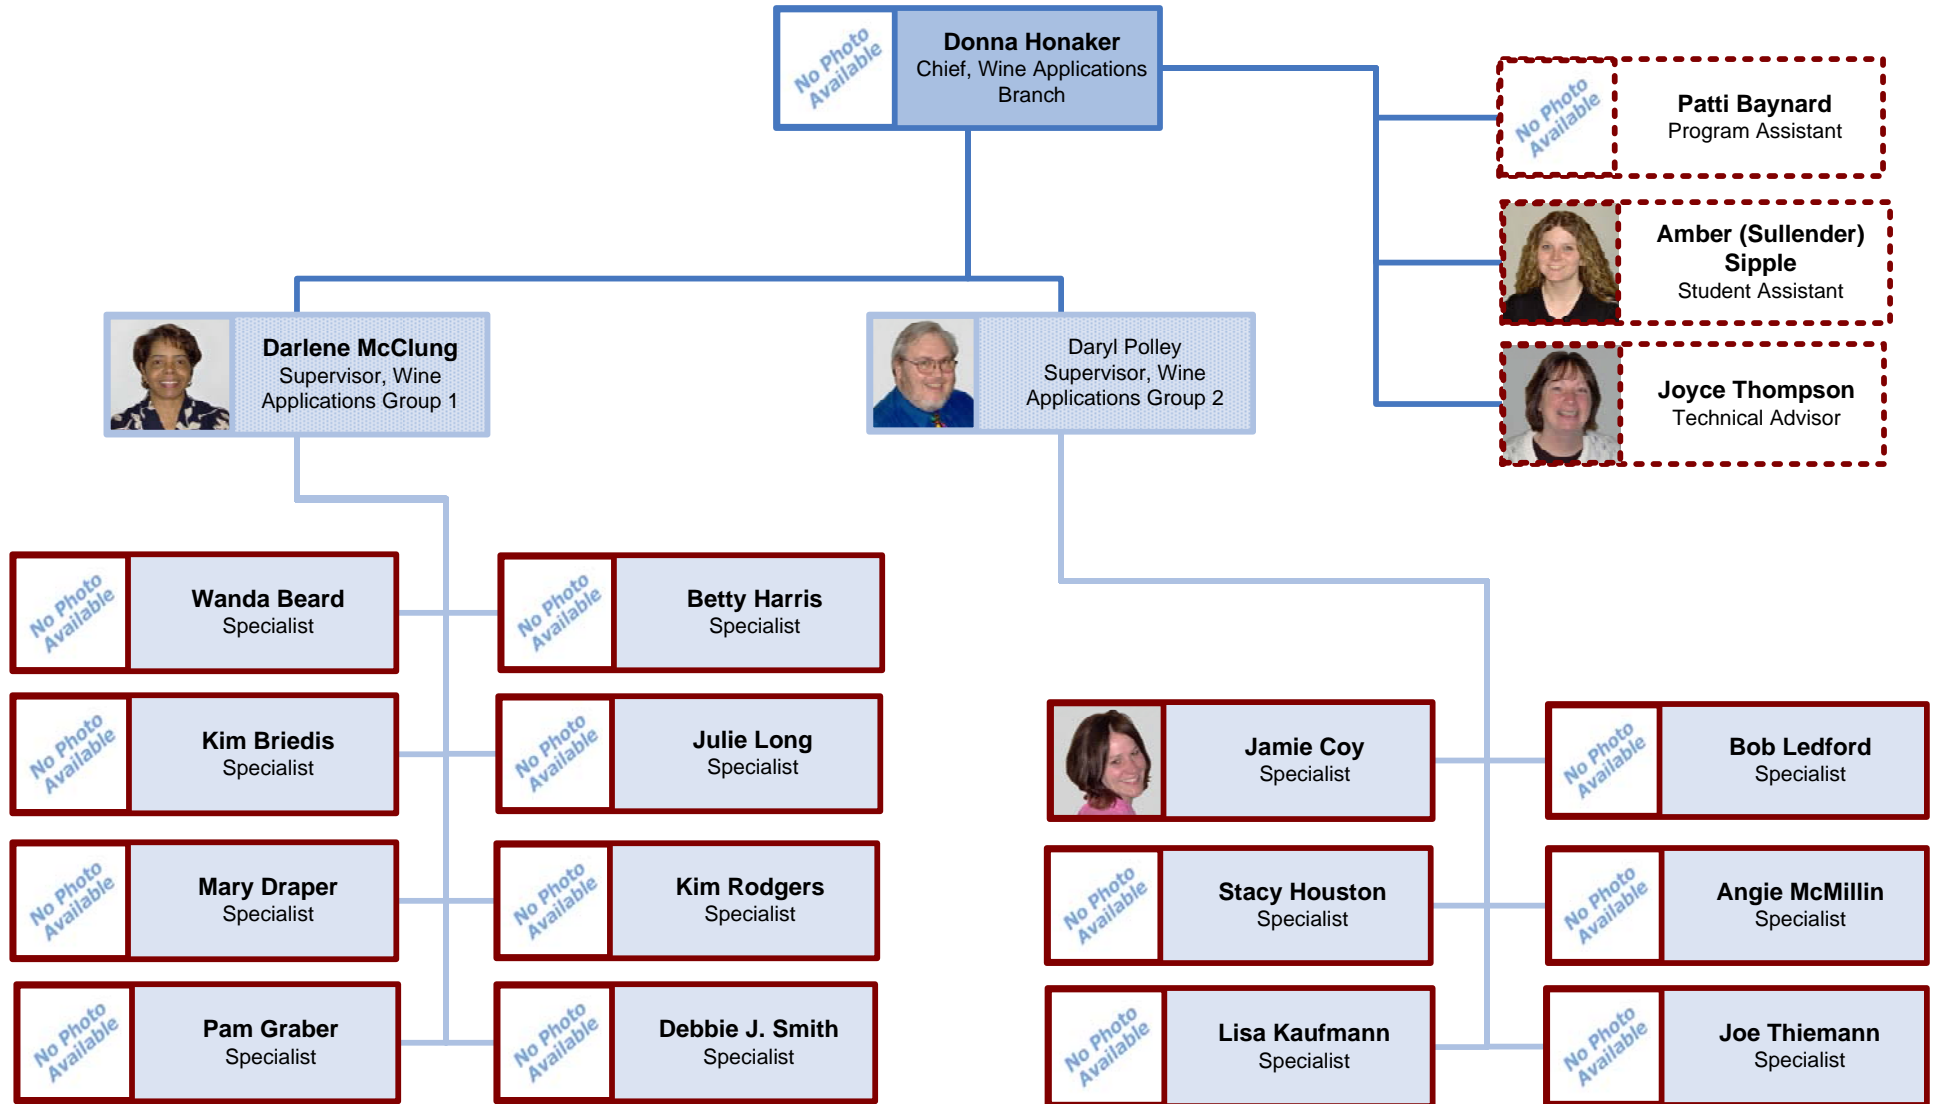 No Photo
Available
Donna Honaker
Chief, Wine Applications
Branch
No Photo
Available
Patti Baynard
Program Assistant
Amber (Sullender)
Sipple
Student Assistant
Joyce Thompson
Technical Advisor
Darlene McClung
Supervisor, Wine
Applications Group 1
Daryl Polley
Supervisor, Wine
Applications Group 2
No Photo
Available
Wanda Beard
Specialist
No Photo
Available
Betty Harris
Specialist
No Photo
Available
Kim Briedis
Specialist
No Photo
Available
Julie Long
Specialist
No Photo
Available
Mary Draper
Specialist
No Photo
Available
Kim Rodgers
Specialist
No Photo
Available
Pam Graber
Specialist
No Photo
Available
Debbie J. Smith
Specialist
Jamie Coy
Specialist
No Photo
Available
Bob Ledford
Specialist
No Photo
Available
Stacy Houston
Specialist
No Photo
Available
Angie McMillin
Specialist
No Photo
Available
Lisa Kaufmann
Specialist
No Photo
Available
Joe Thiemann
Specialist